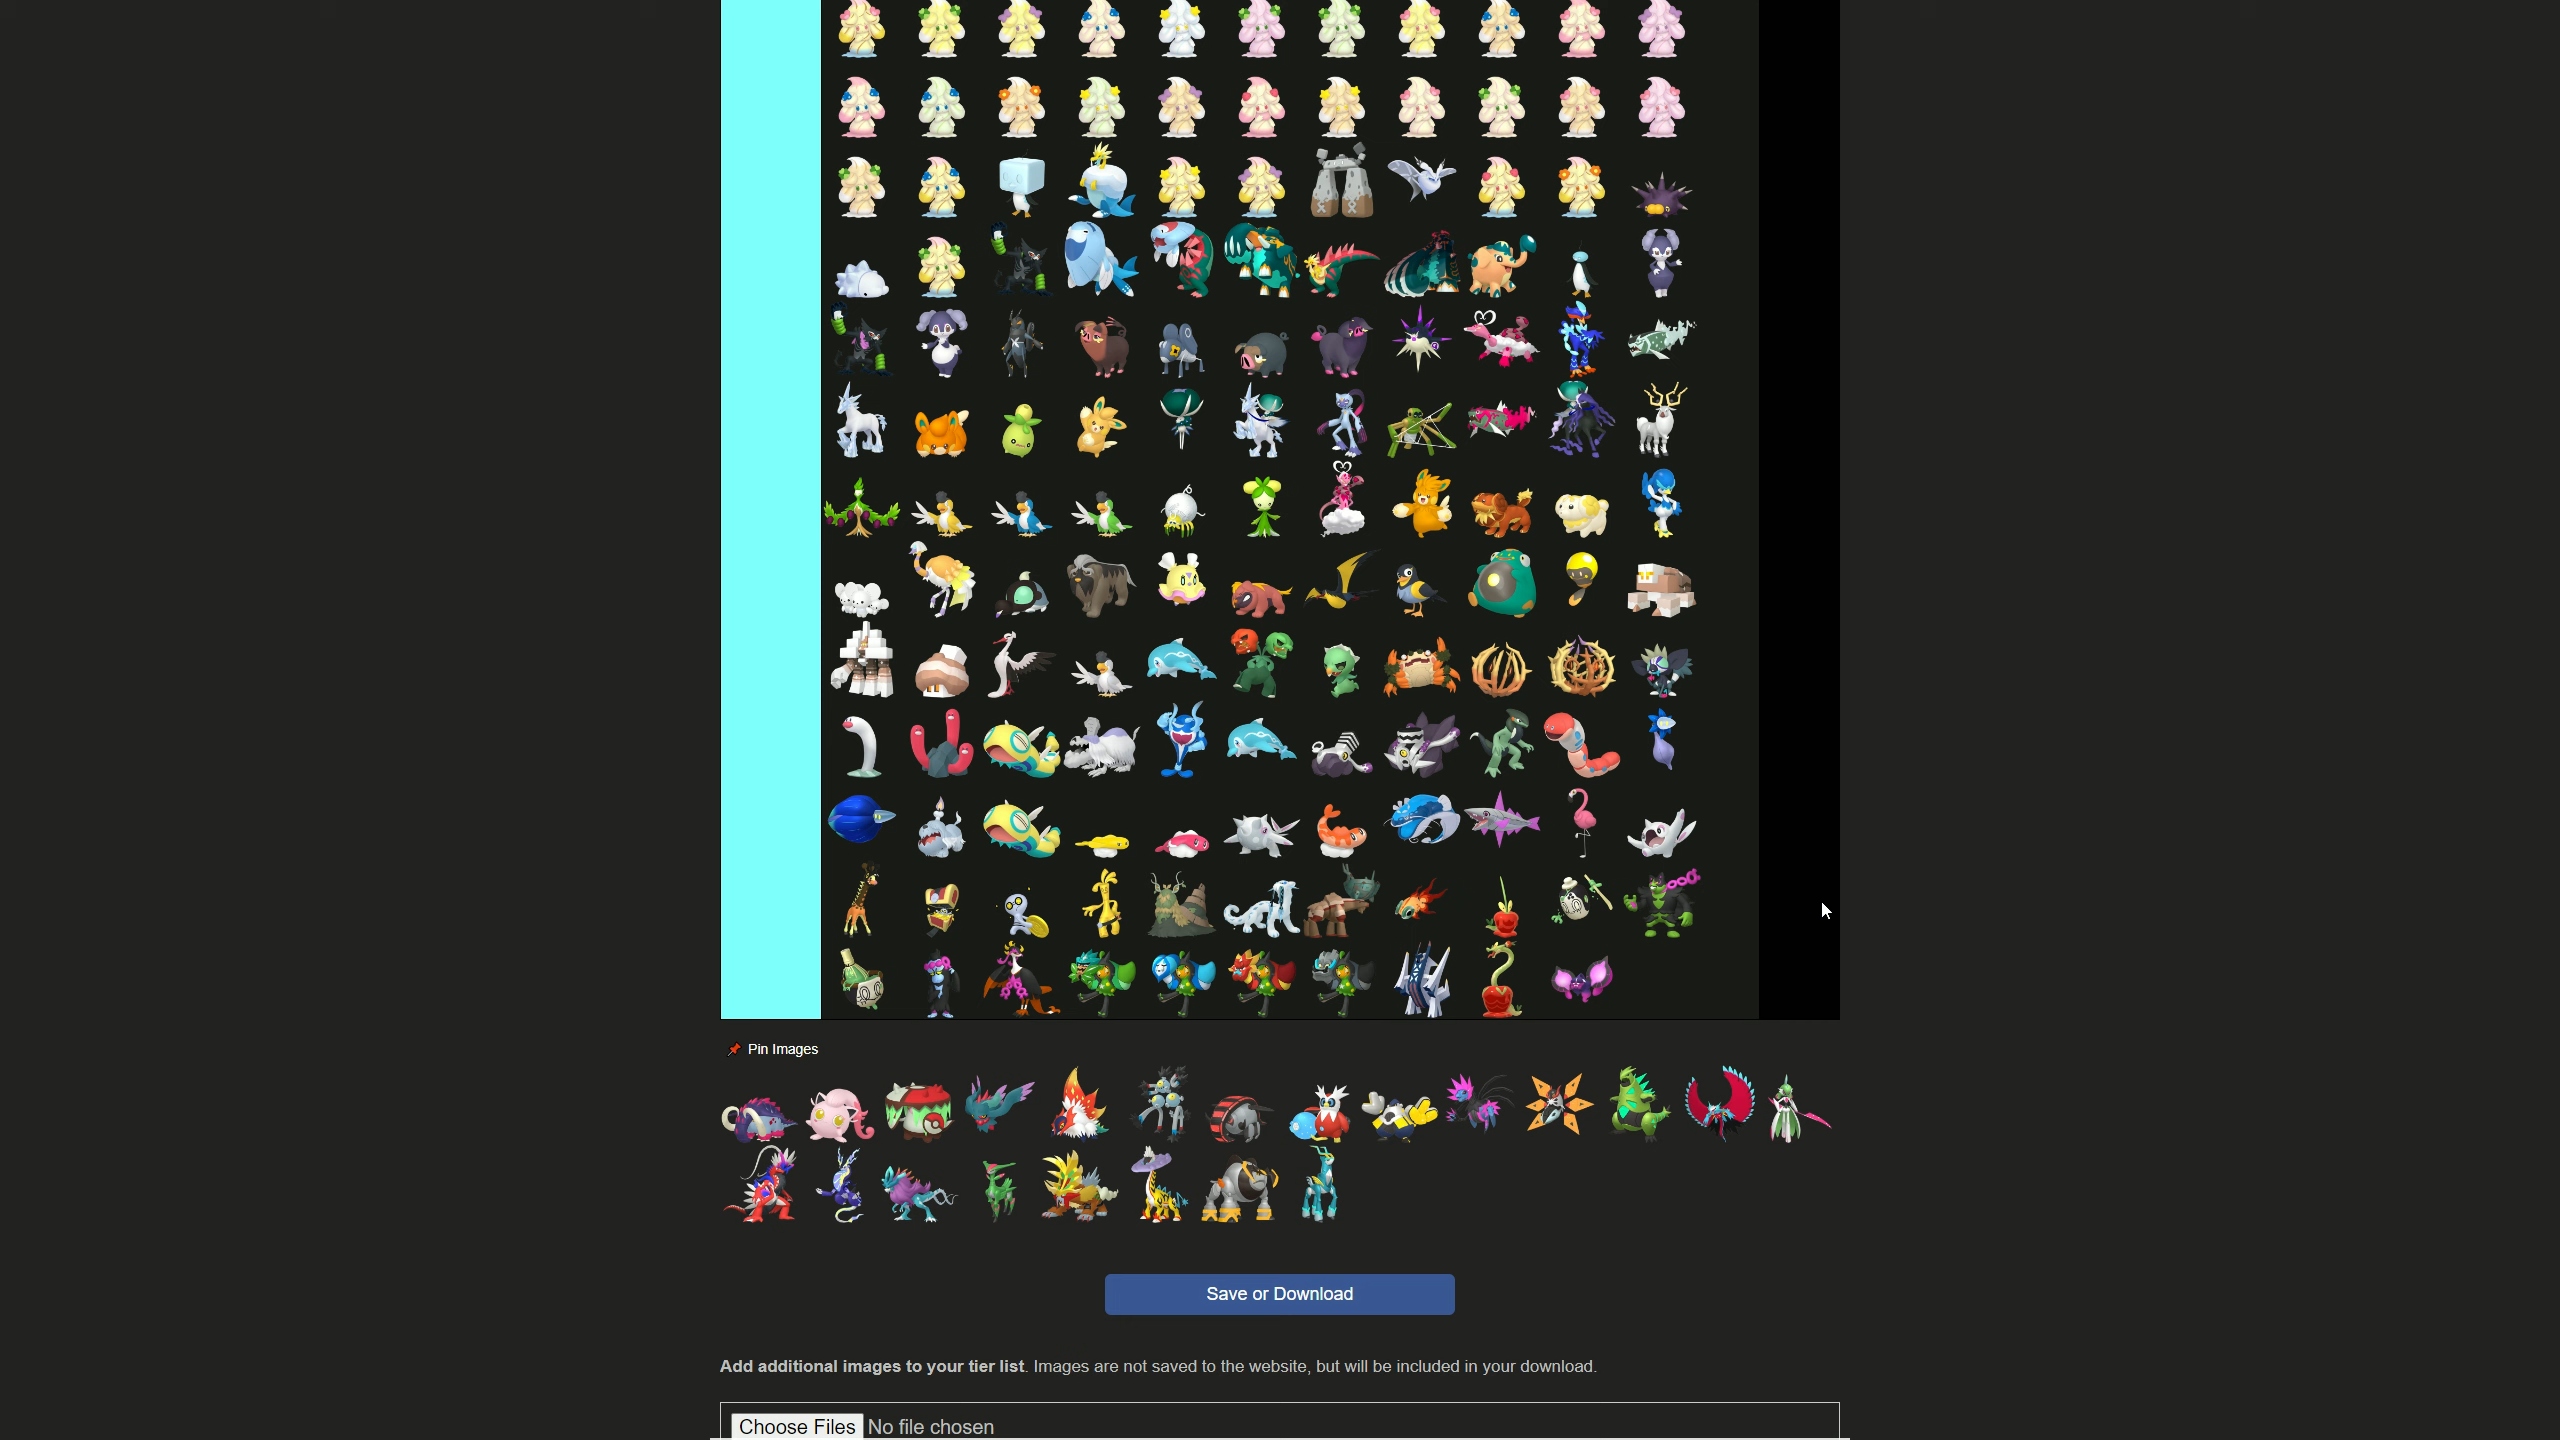 Pin Images
Save or Download
Add additional images to your tier list. Images are not saved to the website, but will be included in your download.
Choose Files No file chosen